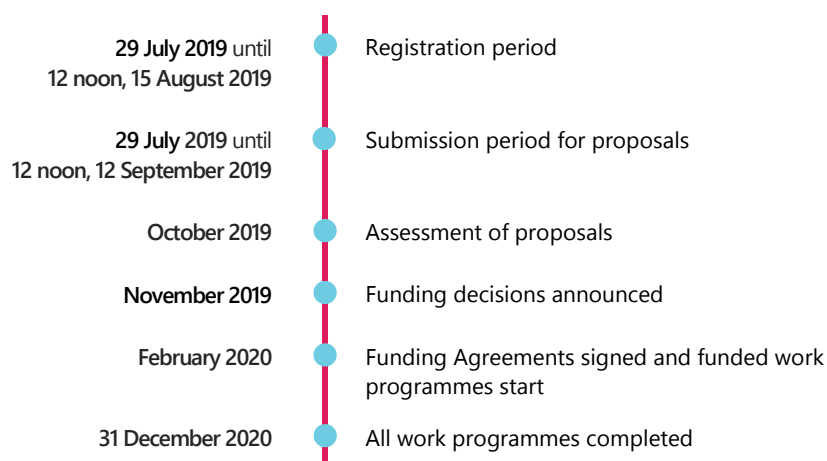 29 July 2019 until
12 noon, 15 August 2019
Registration period
29 July 2019 until
12 noon, 12 September 2019
Submission period for proposals
October 2019
Assessment of proposals
November 2019
Funding decisions announced
February 2020
Funding Agreements signed and funded work
programmes start
31 December 2020
All work programmes completed